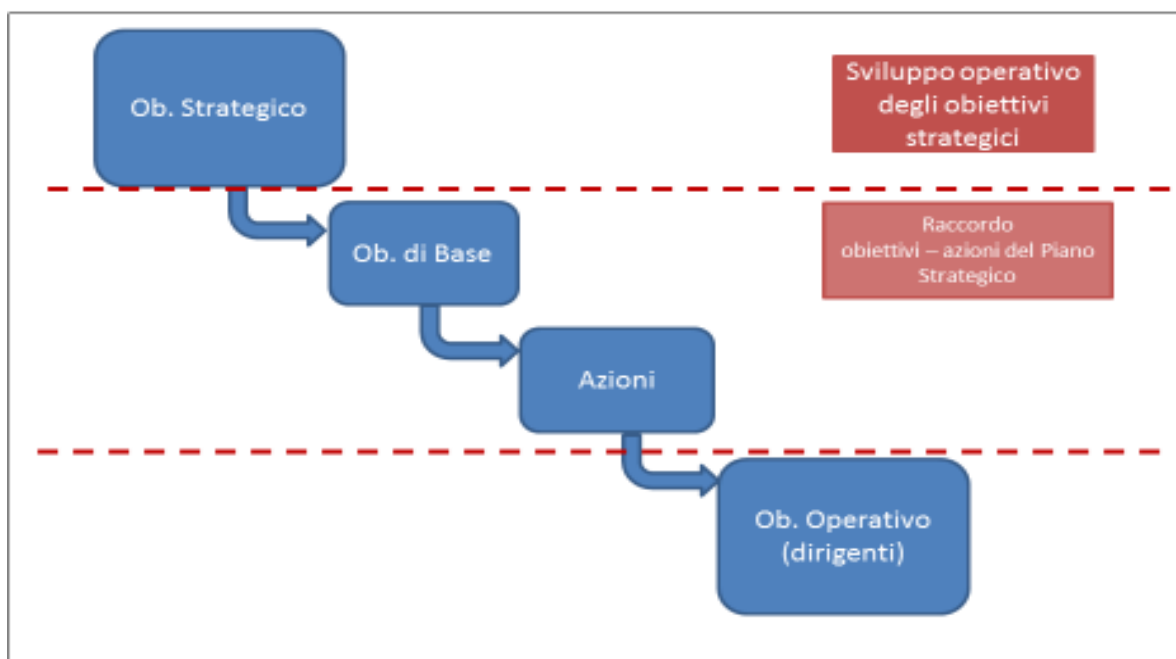 Ob. Strategico
Sviluppo operativo
degli obiettivi
strategici
Ob. di Base
Raccordo
obiettivi – azioni del Piano
Strategico
Azioni
Ob. Operativo
(dirigenti)